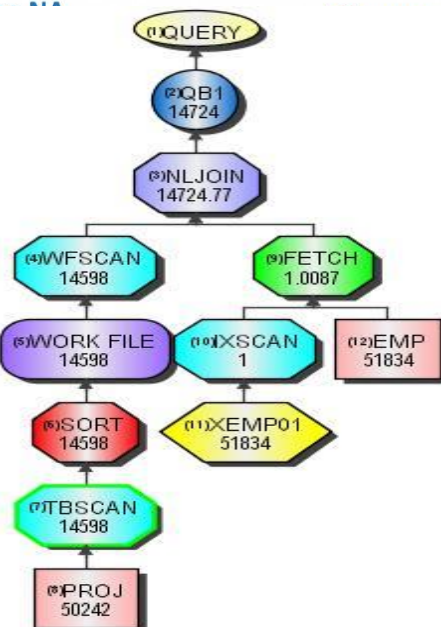 (1)QUERY
(2)QB1
14724
(3)NLJOIN
14724.77
(4)WFSCAN
14598
(9)FETCH
1.0087
(5)WORK FILE
14598
(10)IXSCAN
1
(12)EMP
51834
(6)SORT
14598
(11)XEMP01
51834
(7)TBSCAN
14598
(8)PROJ
50242